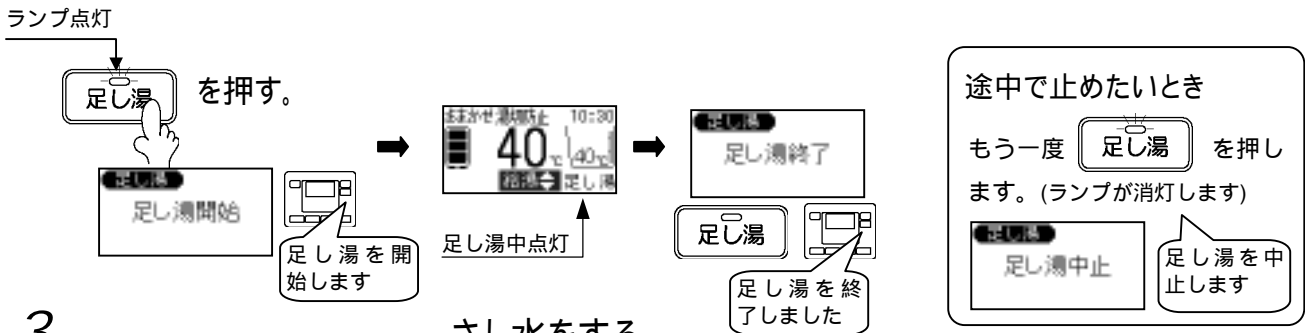 ランプ点灯
足し湯 を押す。
足し湯
足し湯開始
足し湯を開
始します
おまかせ 湯切防止 10:30
40℃ 40℃
給湯 足し湯
足し湯中点灯
足し湯
足し湯終了
足し湯
足し湯を終
了しました
途中で止めたいとき
もう一度 足し湯 を押し
ます。(ランプが消灯します)
足し湯
足し湯中止
足し湯を中
止します
3
さし水をする